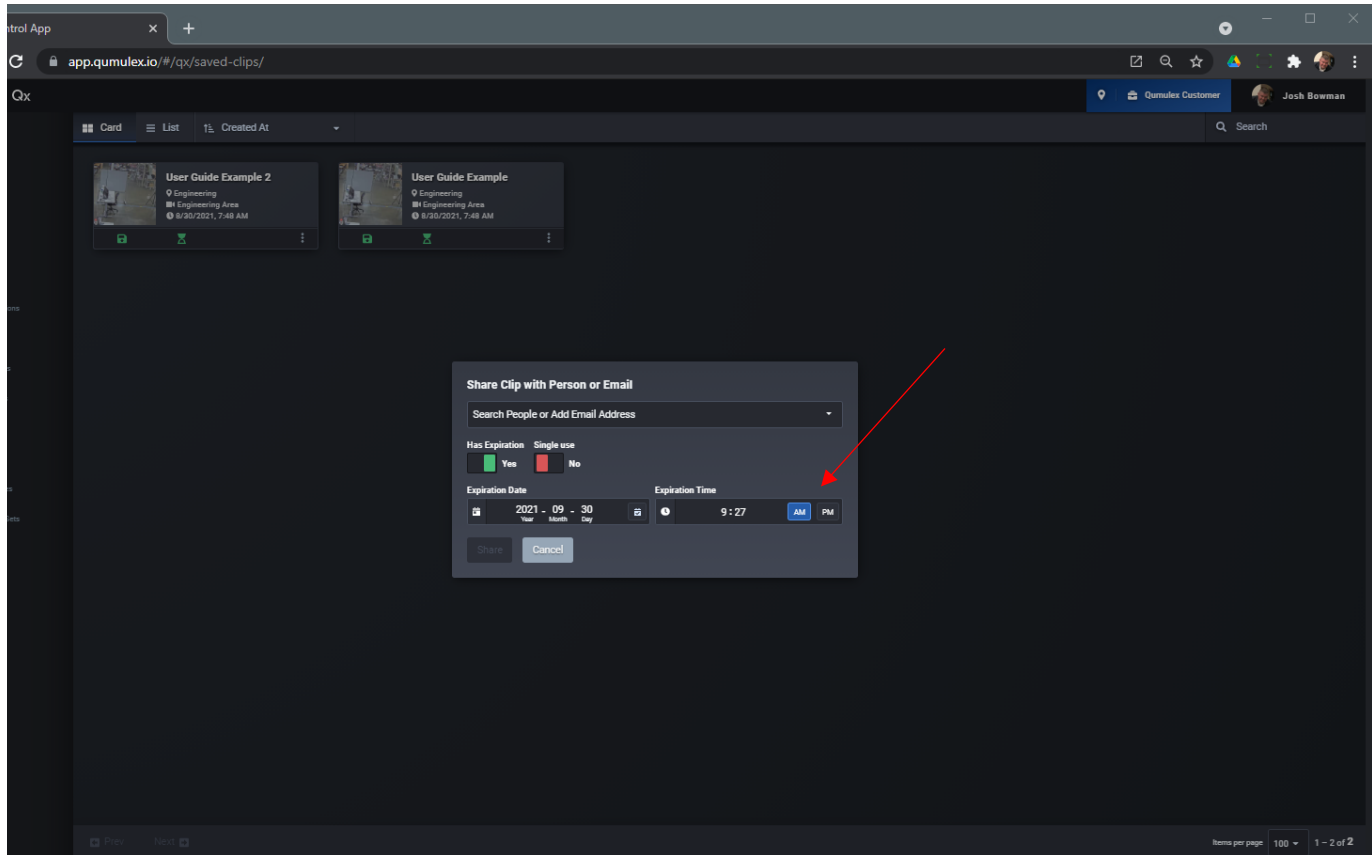 ntrol App
app.qumulex.io/#/qx/saved-clips/
Qx
Qumulex Customer
Josh Bowman
Card List Created At
Search
User Guide Example 2
Engineering
Engineering Area
8/30/2021, 7:48 AM
User Guide Example
Engineering
Engineering Area
8/30/2021, 7:48 AM
ons
s
Sets
Share Clip with Person or Email
Search People or Add Email Address
Has Expiration Single use
Yes No
Expiration Date Expiration Time
2021 - 09 - 30 9 : 27 AM PM
Year Month Day
Share Cancel
Prev Next
Items per page 100 1 – 2 of 2